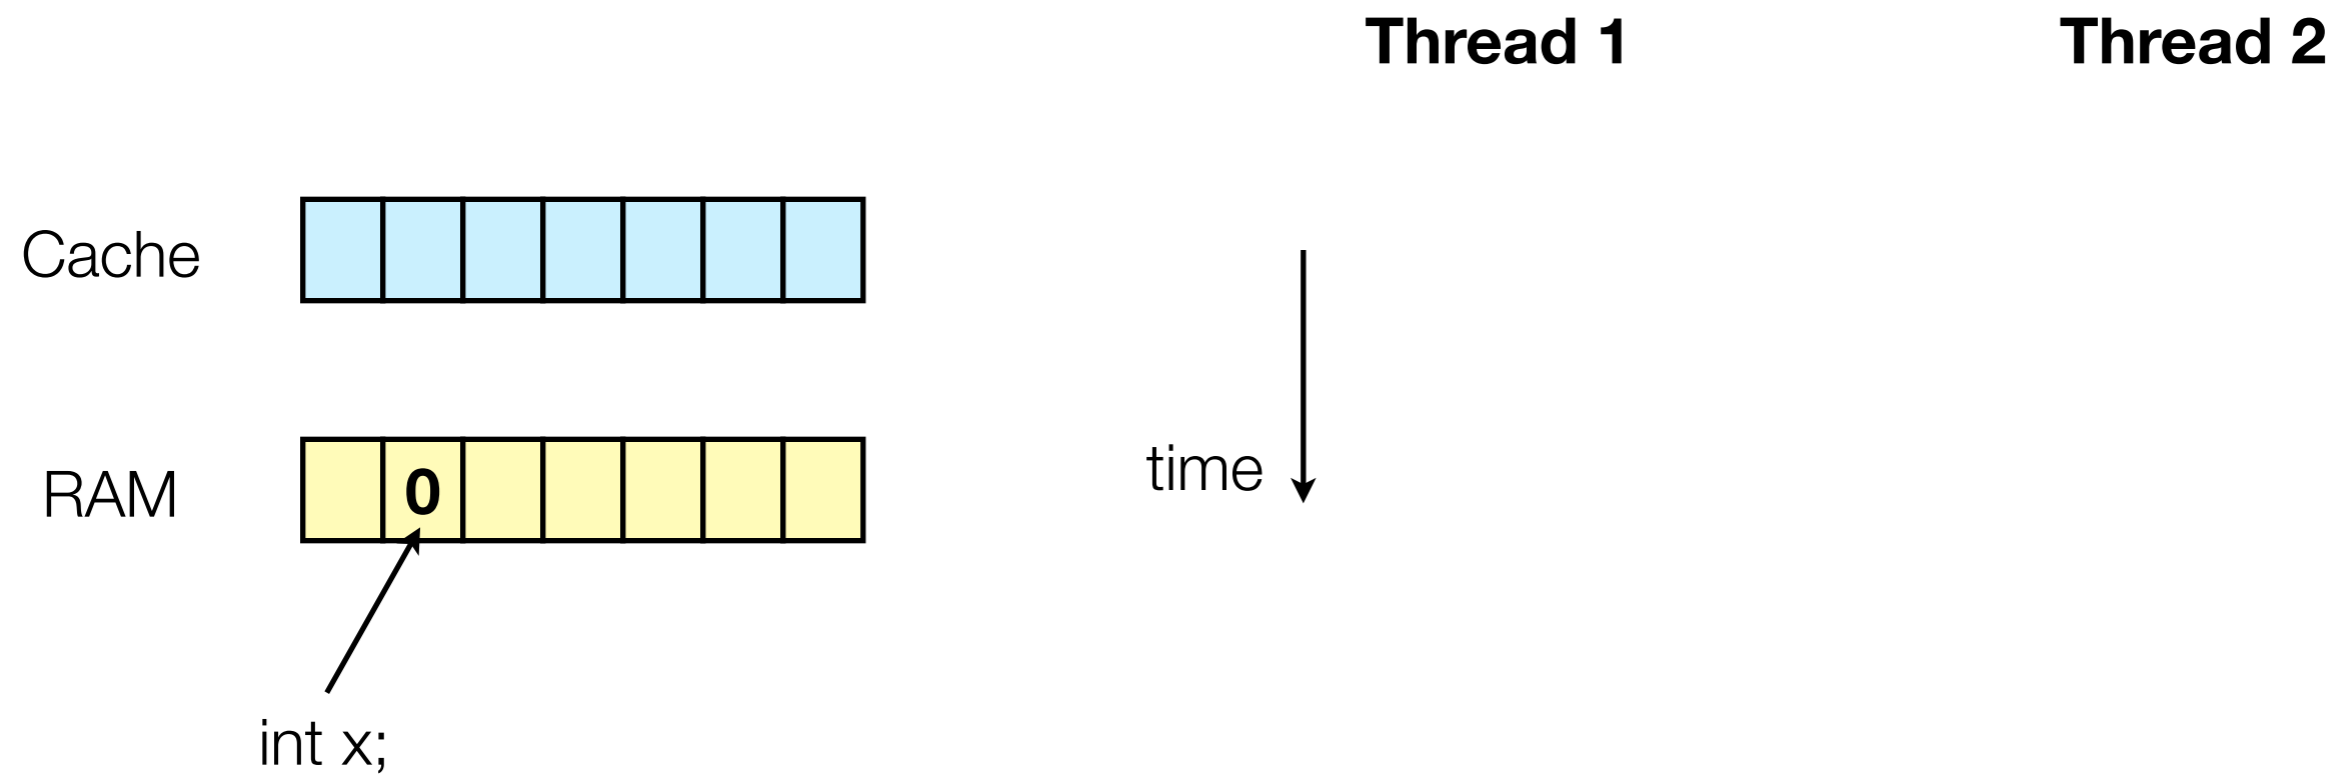 Thread 1
Thread 2
Cache
RAM
0
time
int x;